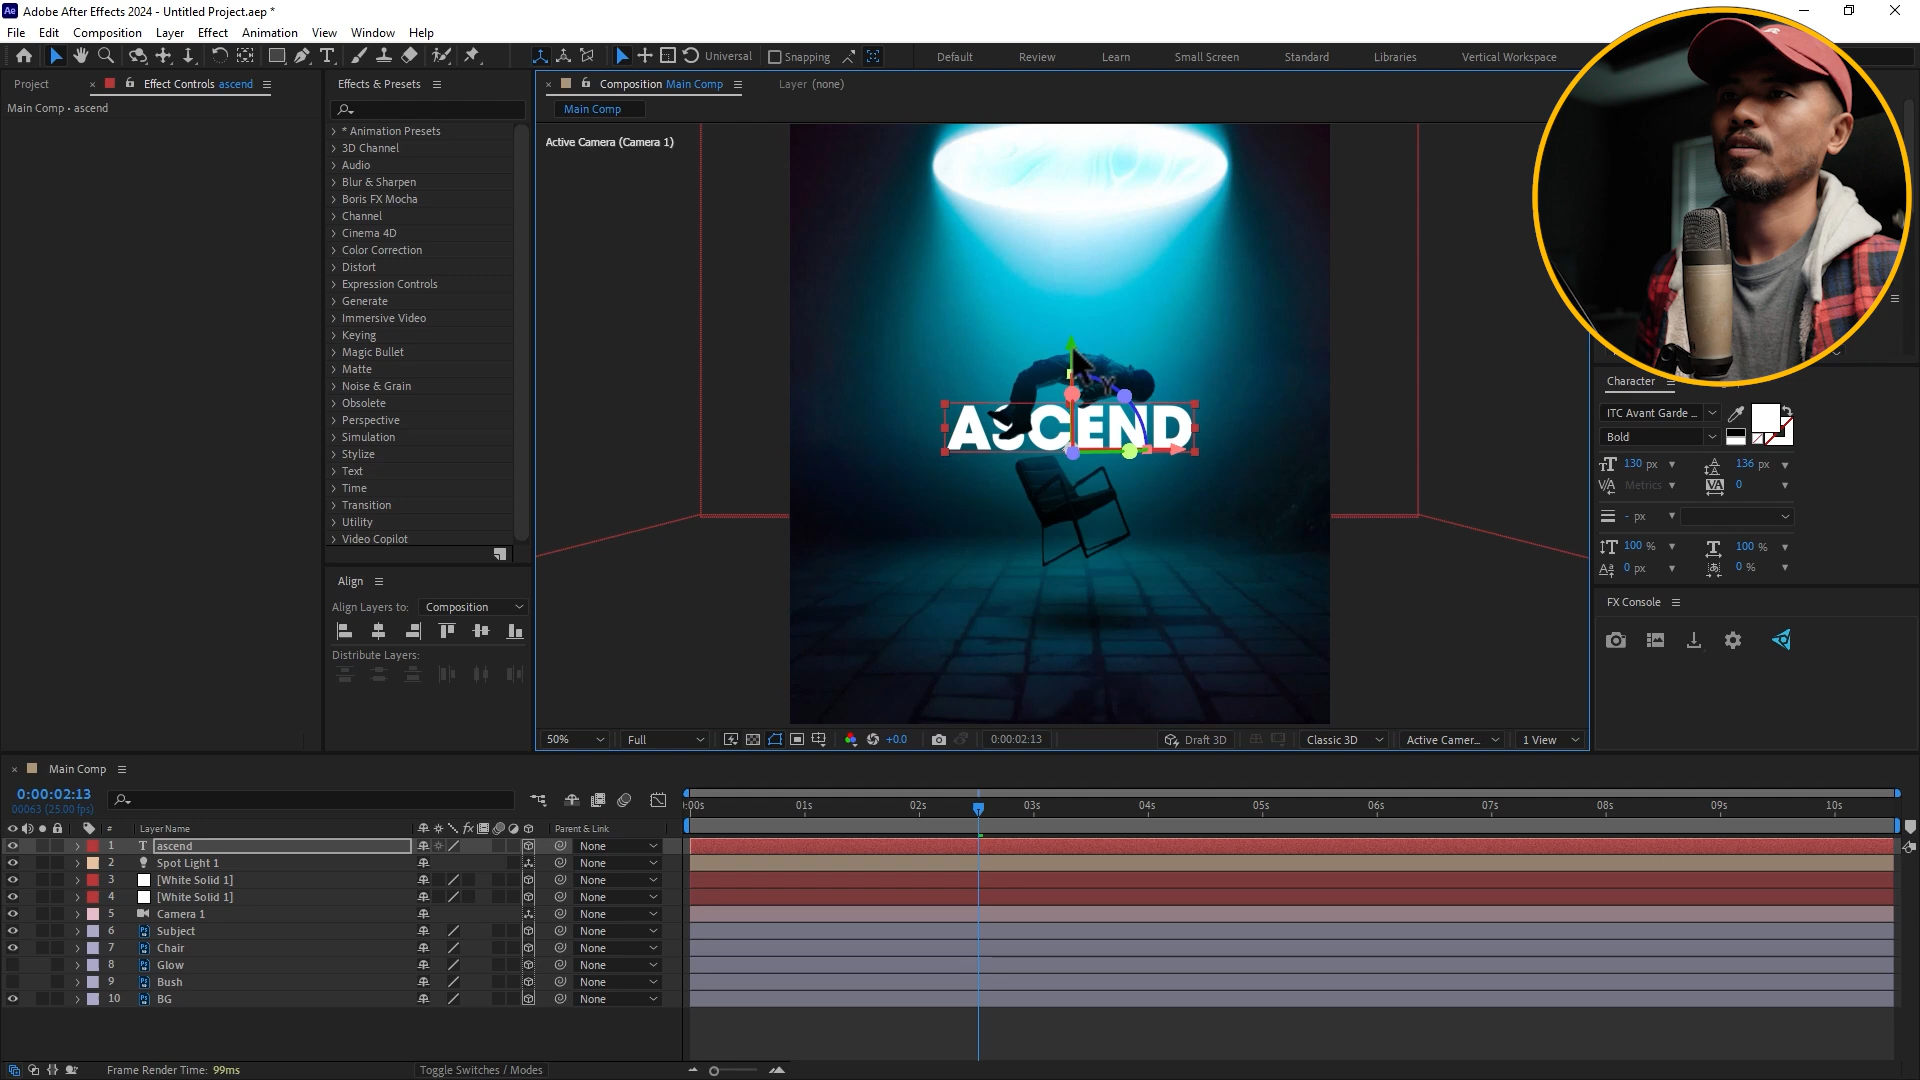 Adobe After Effects 2024 - Untitled Project.aep *
File Edit Composition Layer Effect Animation View Window Help
Universal Snapping Default Review Learn Small Screen Standard Libraries Vertical Workspace
Project Effect Controls ascend
Main Comp • ascend
Effects & Presets
* Animation Presets
3D Channel
Audio
Blur & Sharpen
Boris FX Mocha
Channel
Cinema 4D
Color Correction
Distort
Expression Controls
Generate
Immersive Video
Keying
Magic Bullet
Matte
Noise & Grain
Obsolete
Perspective
Simulation
Stylize
Text
Time
Transition
Utility
Video Copilot
Align
Align Layers to: Composition
Distribute Layers:
Composition Main Comp Layer (none)
Main Comp
Active Camera (Camera 1)
ASCEND
50% Full +0.0 0:00:02:13 Draft 3D Classic 3D Active Camer... 1 View
Character
ITC Avant Garde ...
Bold
130 px 136 px
Metrics 0
- px
100 % 100 %
0 px 0 %
FX Console
Main Comp
0:00:02:13
00063 (25.00 fps)
:00s 01s 02s 03s 04s 05s 06s 07s 08s 09s 10s
# Layer Name fx Parent & Link
1 T ascend None
2 Spot Light 1
3 [White Solid 1] None
4 [White Solid 1] None
5 Camera 1 None
6 Subject None
7 Chair None
8 Glow None
9 Bush None
10 BG None
Frame Render Time: 99ms Toggle Switches / Modes